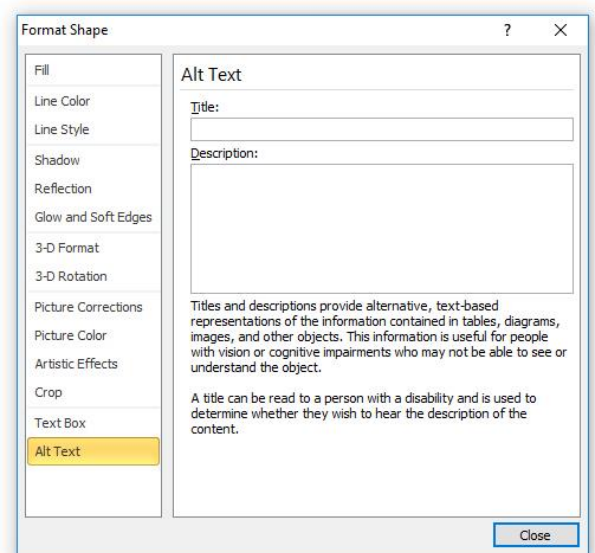 Format Shape
?
Fill
Line Color
Line Style
Shadow
Reflection
Glow and Soft Edges
3-D Format
3-D Rotation
Picture Corrections
Picture Color
Artistic Effects
Crop
Text Box
Alt Text
Alt Text
Title:
Description:
Titles and descriptions provide alternative, text-based
representations of the information contained in tables, diagrams,
images, and other objects. This information is useful for people
with vision or cognitive impairments who may not be able to see or
understand the object.
A title can be read to a person with a disability and is used to
determine whether they wish to hear the description of the
content.
Close